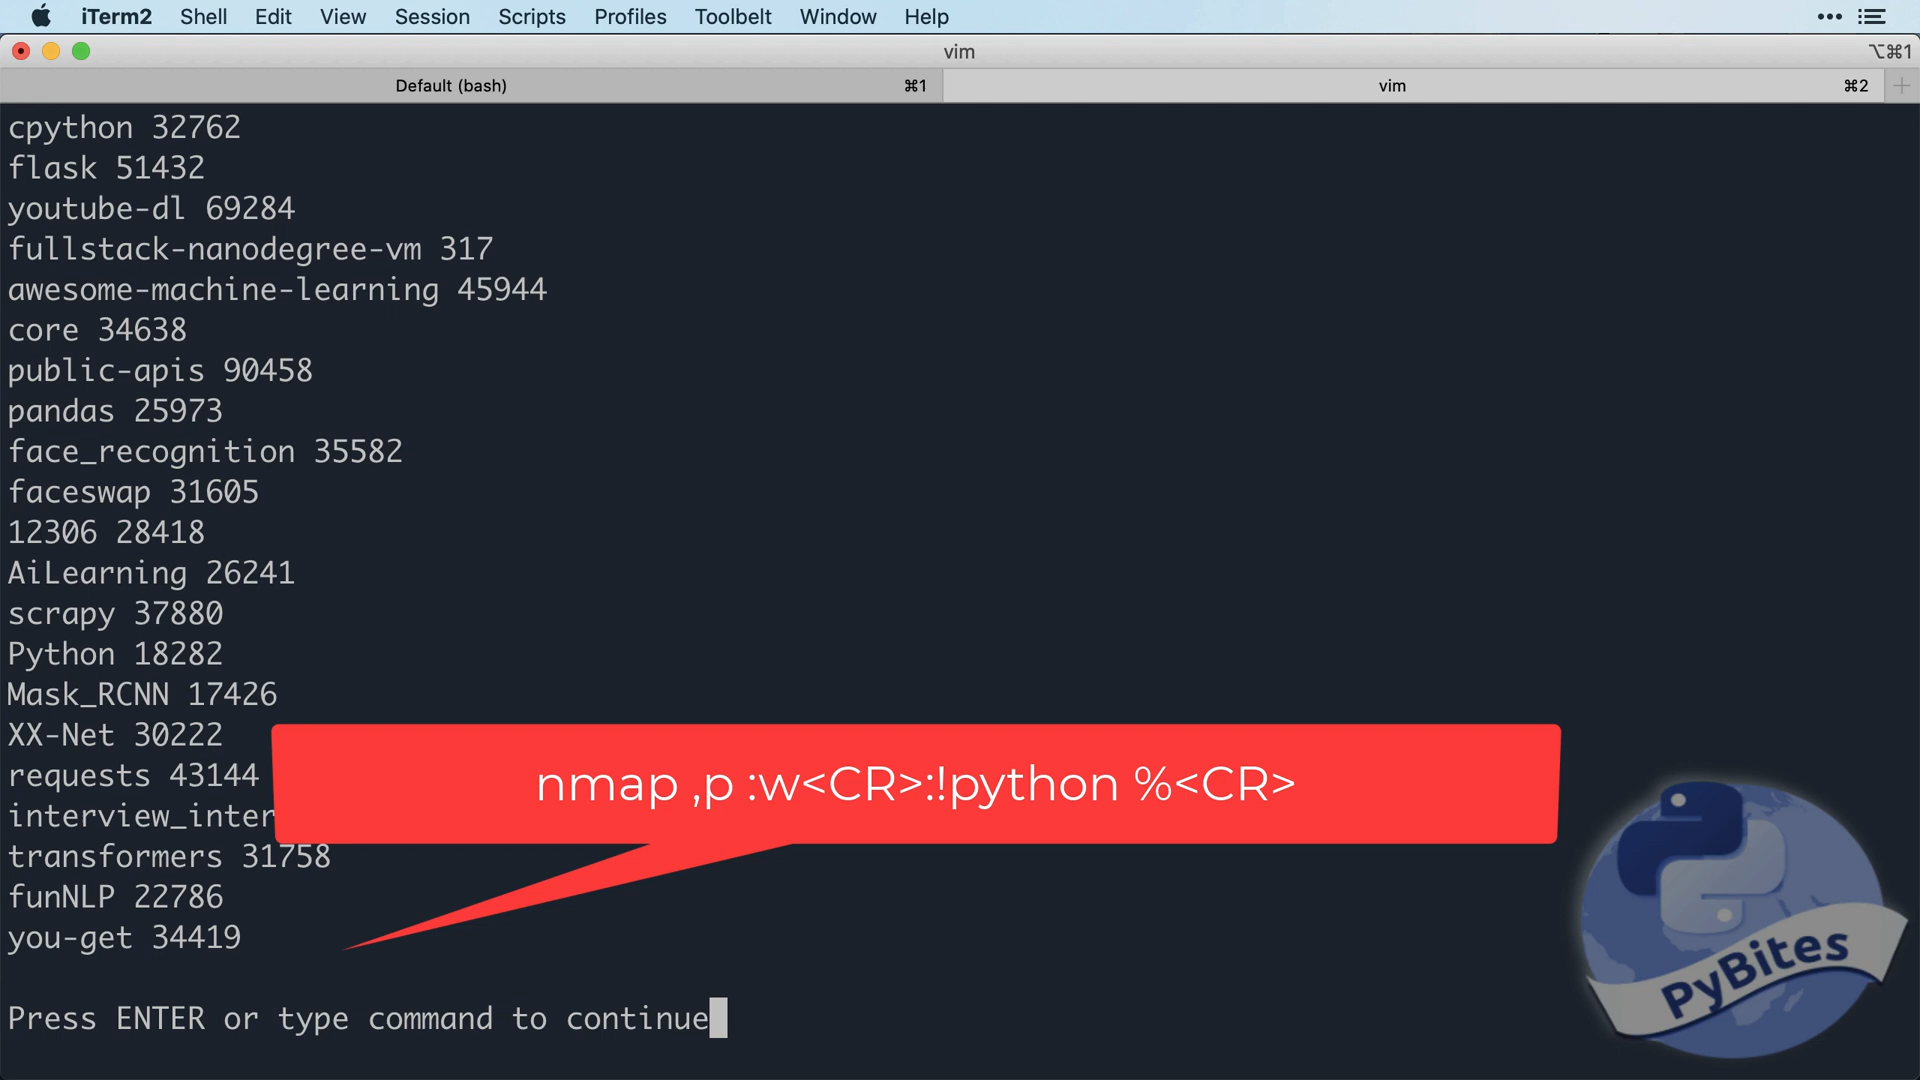 iTerm2 Shell Edit View Session Scripts Profiles Toolbelt Window Help
vim ⌥⌘1
Default (bash) ⌘1 vim ⌘2
cpython 32762
flask 51432
youtube-dl 69284
fullstack-nanodegree-vm 317
awesome-machine-learning 45944
core 34638
public-apis 90458
pandas 25973
face_recognition 35582
faceswap 31605
12306 28418
AiLearning 26241
scrapy 37880
Python 18282
Mask_RCNN 17426
XX-Net 30222
requests 43144
nmap ,p :w<CR>:!python %<CR>
interview_inter
transformers 31758
funNLP 22786
you-get 34419
PyBites
Press ENTER or type command to continue